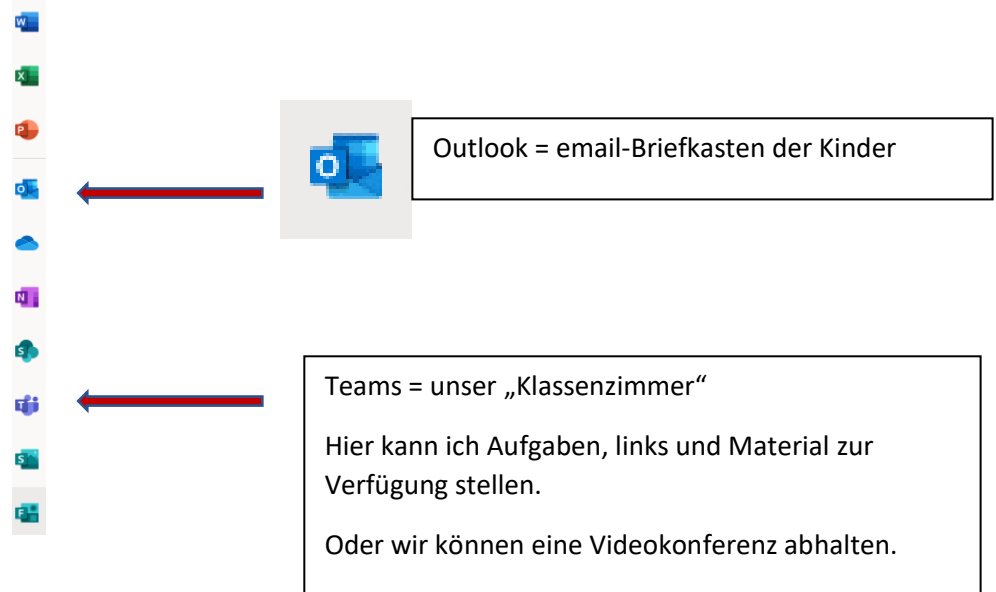 W
X
P
O
N
S
T
S
F
O
Outlook = email-Briefkasten der Kinder
Teams = unser „Klassenzimmer“
Hier kann ich Aufgaben, links und Material zur
Verfügung stellen.
Oder wir können eine Videokonferenz abhalten.